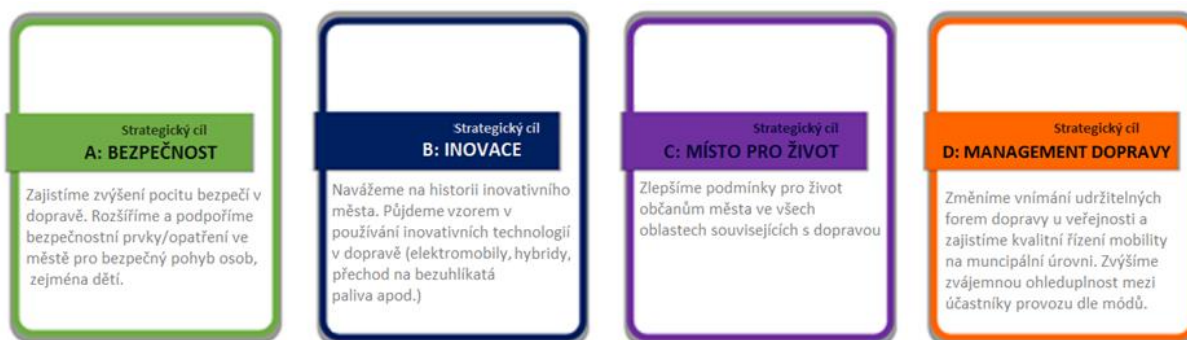 Strategický cíl
A: BEZPEČNOST
Zajistíme zvýšení pocitu bezpečí v
dopravě. Rozšíříme a podpoříme
bezpečnostní prvky/opatření ve
městě pro bezpečný pohyb osob,
zejména dětí.
Strategický cíl
B: INOVACE
Navážeme na historii inovativního
města. Půjdeme vzorem v
používání inovativních technologií
v dopravě (elektromobily, hybridy,
přechod na bezuhlíkatá
paliva apod.)
Strategický cíl
C: MÍSTO PRO ŽIVOT
Zlepšíme podmínky pro život
občanům města ve všech
oblastech souvisejících s dopravou
Strategický cíl
D: MANAGEMENT DOPRAVY
Změníme vnímání udržitelných
forem dopravy u veřejnosti a
zajistíme kvalitní řízení mobility
na muncipální úrovni. Zvýšíme
zvájemnou ohleduplnost mezi
účastníky provozu dle módů.